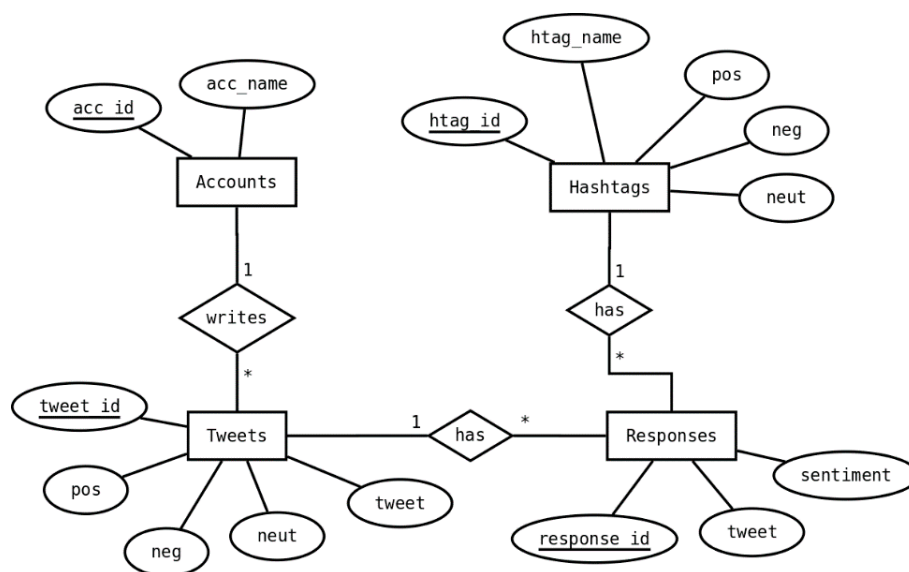 htag_name
acc_name
pos
acc_id
htag_id
neg
Accounts
Hashtags
neut
1
1
writes
has
*
*
tweet_id
1
*
Tweets
has
Responses
pos
tweet
sentiment
neg
neut
response_id
tweet